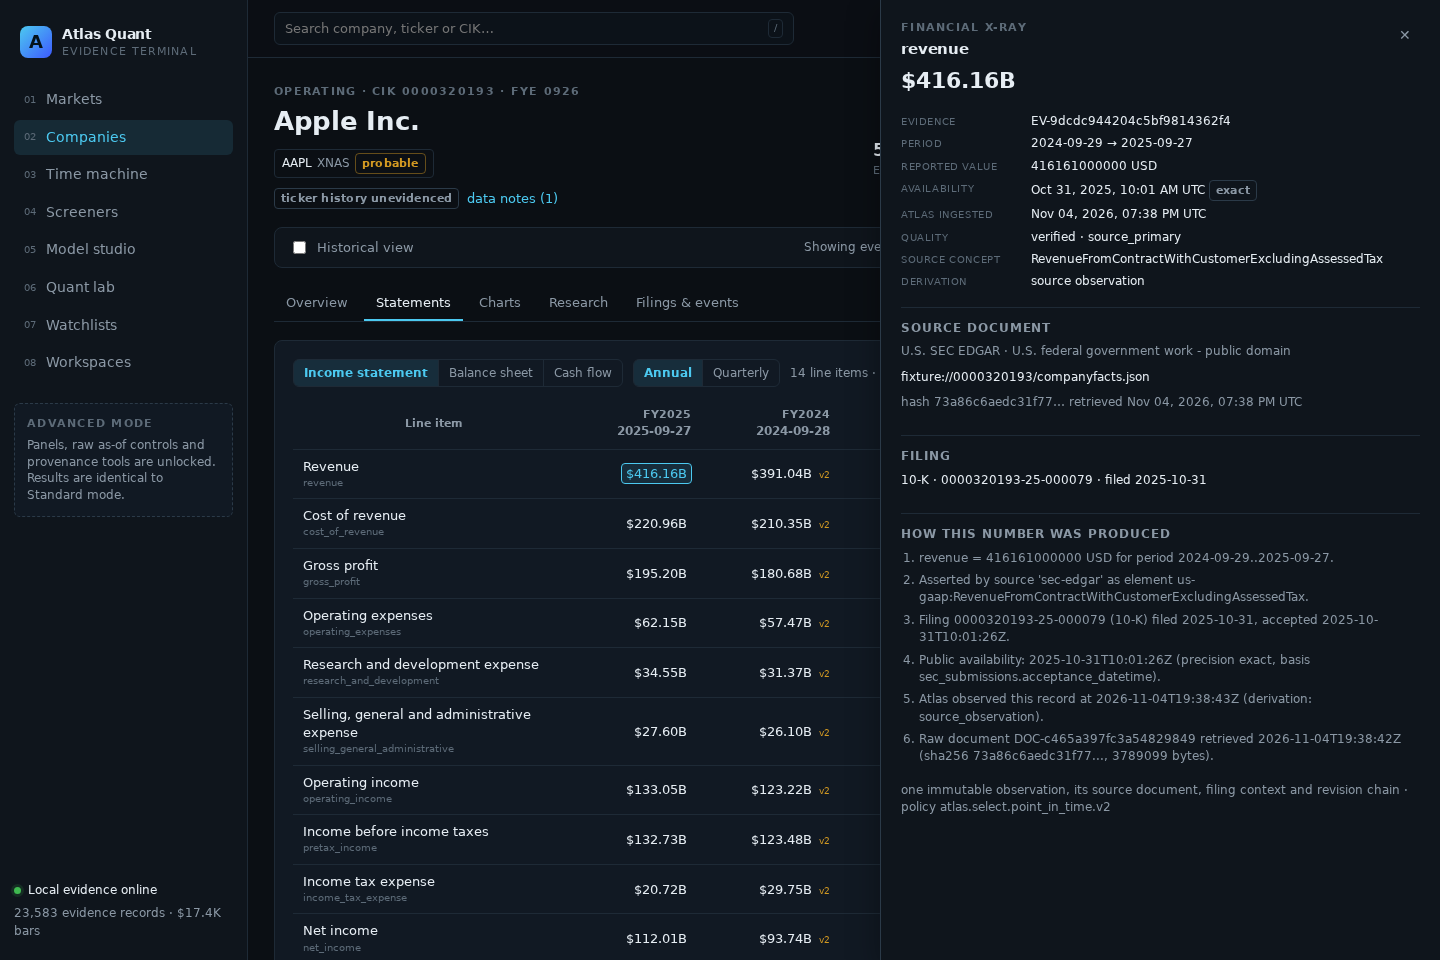 A
Atlas Quant
EVIDENCE TERMINAL
01 Markets
02 Companies
03 Time machine
04 Screeners
05 Model studio
06 Quant lab
07 Watchlists
08 Workspaces
ADVANCED MODE
Panels, raw as-of controls and
provenance tools are unlocked.
Results are identical to
Standard mode.
Local evidence online
23,583 evidence records · $17.4K
bars
Search company, ticker or CIK... /
OPERATING · CIK 0000320193 · FYE 0926
Apple Inc.
AAPL XNAS probable
ticker history unevidenced data notes (1)
5
E
Historical view Showing eve
Overview Statements Charts Research Filings & events
Income statement Balance sheet Cash flow Annual Quarterly 14 line items ·
Line item FY2025 2025-09-27 FY2024 2024-09-28
Revenue $416.16B $391.04B v2
revenue
Cost of revenue $220.96B $210.35B v2
cost_of_revenue
Gross profit $195.20B $180.68B v2
gross_profit
Operating expenses $62.15B $57.47B v2
operating_expenses
Research and development expense $34.55B $31.37B v2
research_and_development
Selling, general and administrative
expense $27.60B $26.10B v2
selling_general_administrative
Operating income $133.05B $123.22B v2
operating_income
Income before income taxes $132.73B $123.48B v2
pretax_income
Income tax expense $20.72B $29.75B v2
income_tax_expense
Net income $112.01B $93.74B v2
net_income
FINANCIAL X-RAY
revenue
×
$416.16B
EVIDENCE EV-9dcdc944204c5bf9814362f4
PERIOD 2024-09-29 → 2025-09-27
REPORTED VALUE 416161000000 USD
AVAILABILITY Oct 31, 2025, 10:01 AM UTC exact
ATLAS INGESTED Nov 04, 2026, 07:38 PM UTC
QUALITY verified · source_primary
SOURCE CONCEPT RevenueFromContractWithCustomerExcludingAssessedTax
DERIVATION source observation
SOURCE DOCUMENT
U.S. SEC EDGAR · U.S. federal government work - public domain
fixture://0000320193/companyfacts.json
hash 73a86c6aedc31f77… retrieved Nov 04, 2026, 07:38 PM UTC
FILING
10-K · 0000320193-25-000079 · filed 2025-10-31
HOW THIS NUMBER WAS PRODUCED
1. revenue = 416161000000 USD for period 2024-09-29..2025-09-27.
2. Asserted by source 'sec-edgar' as element us-
gaap:RevenueFromContractWithCustomerExcludingAssessedTax.
3. Filing 0000320193-25-000079 (10-K) filed 2025-10-31, accepted 2025-10-
31T10:01:26Z.
4. Public availability: 2025-10-31T10:01:26Z (precision exact, basis
sec_submissions.acceptance_datetime).
5. Atlas observed this record at 2026-11-04T19:38:43Z (derivation:
source_observation).
6. Raw document DOC-c465a397fc3a54829849 retrieved 2026-11-04T19:38:42Z
(sha256 73a86c6aedc31f77…, 3789099 bytes).
one immutable observation, its source document, filing context and revision chain ·
policy atlas.select.point_in_time.v2